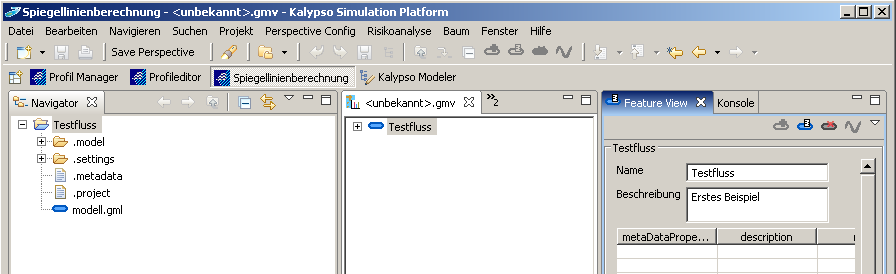 Spiegellinienberechnung - <unbekannt>.gmv - Kalypso Simulation Platform
Datei Bearbeiten Navigieren Suchen Projekt Perspective Config Risikoanalyse Baum Fenster Hilfe
Save Perspective
Profil Manager Profileditor Spiegellinienberechnung Kalypso Modeler
Navigator
Testfluss
.model
.settings
.metadata
.project
modell.gml
<unbekannt>.gmv
»2
Testfluss
Feature View Konsole
Testfluss
Name Testfluss
Beschreibung Erstes Beispiel
metaDataPrope... description